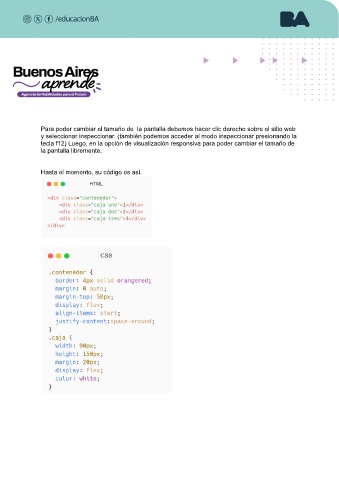 /educacionBA
BA
Buenos Aires
aprende
Agencia de Habilidades para el Futuro
Para poder cambiar el tamaño de la pantalla debemos hacer clic derecho sobre el sitio web
y seleccionar inspeccionar. (también podemos acceder al modo inspeccionar presionando la
tecla f12) Luego, en la opción de visualización responsiva para poder cambiar el tamaño de
la pantalla libremente.
Hasta el momento, su código es así.
HTML
<div class="contenedor">
<div class="caja uno">1</div>
<div class="caja dos">2</div>
<div class="caja tres">3</div>
</div>
CSS
.contenedor {
border: 4px solid orangered;
margin: 0 auto;
margin-top: 50px;
display: flex;
align-items: start;
justify-content:space-around;
}
.caja {
width: 90px;
height: 150px;
margin: 20px;
display: flex;
color: white;
}